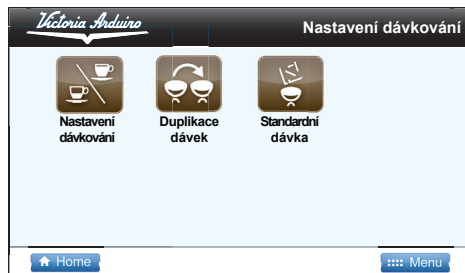 Victoria Arduino
Nastavení dávkování
Nastavení
dávkování
Duplikace
dávek
Standardní
dávka
Home
Menu